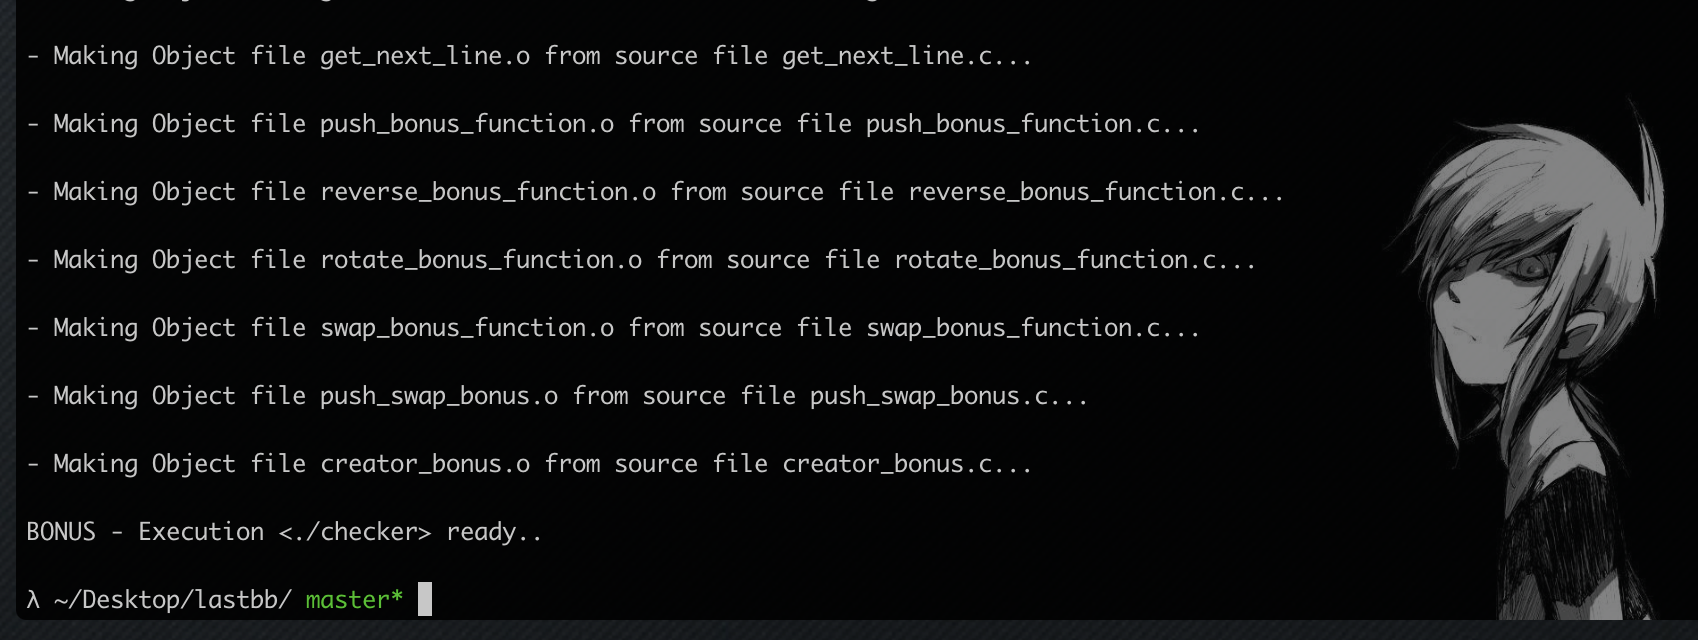 - Making Object file get_next_line.o from source file get_next_line.c...
- Making Object file push_bonus_function.o from source file push_bonus_function.c...
- Making Object file reverse_bonus_function.o from source file reverse_bonus_function.c...
- Making Object file rotate_bonus_function.o from source file rotate_bonus_function.c...
- Making Object file swap_bonus_function.o from source file swap_bonus_function.c...
- Making Object file push_swap_bonus.o from source file push_swap_bonus.c...
- Making Object file creator_bonus.o from source file creator_bonus.c...
BONUS - Execution <./checker> ready..
λ ~/Desktop/lastbb/ master*